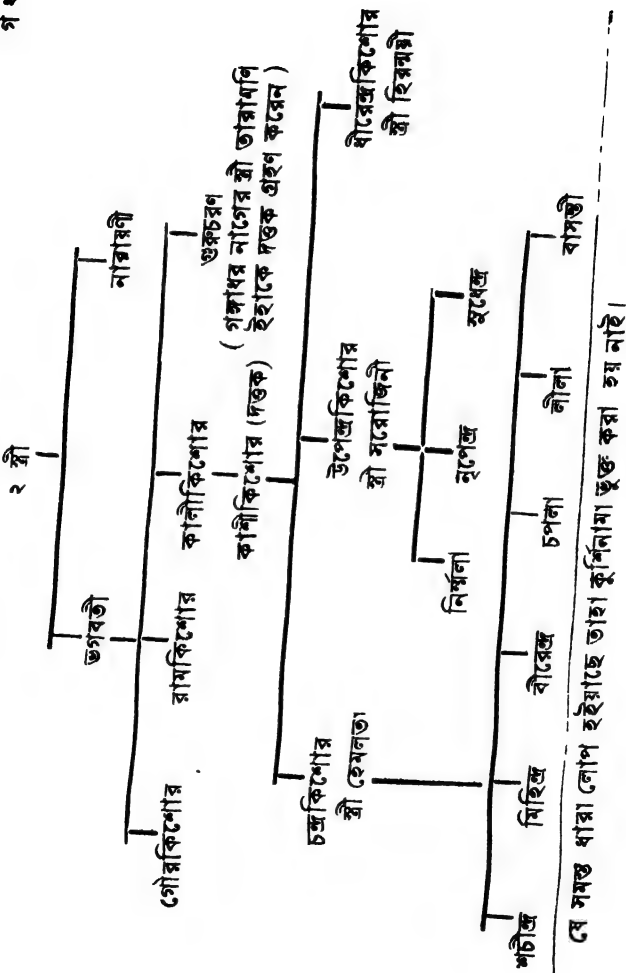 ২ স্ত্রী
ভগবতী
নারায়ণী
গৌরকিশোর
রামকিশোর
কালীকিশোর
গুরুচরণ
(গঙ্গাধর নাগের স্ত্রী তারামণি
ইহাকে দত্তক গ্রহণ করেন)
কাশীকিশোর (দত্তক)
চন্দ্রকিশোর
স্ত্রী হেমলতা
উপেন্দ্রকিশোর
স্ত্রী সরোজিনী
ধীরেন্দ্রকিশোর
স্ত্রী হিরন্ময়ী
নির্ম্মলা
নৃপেন্দ্র
সুধেন্দ্র
শচীন্দ্র
মিহিন্দ্র
বীরেন্দ্র
চপলা
লীলা
বাসন্তী
যে সমস্ত ধারা লোপ হইয়াছে তাহা কুর্শিনামা ভুক্ত করা হয় নাই।